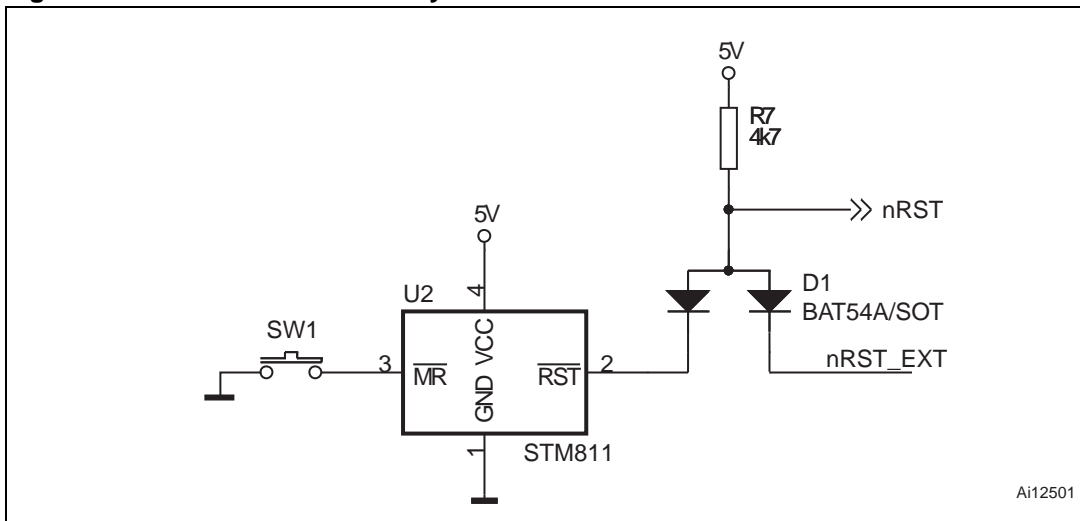 5V
R7
4k7
nRST
5V
4
U2
D1
BAT54A/SOT
SW1
3
MR
GND VCC
RST
2
nRST_EXT
1
STM811
Ai12501